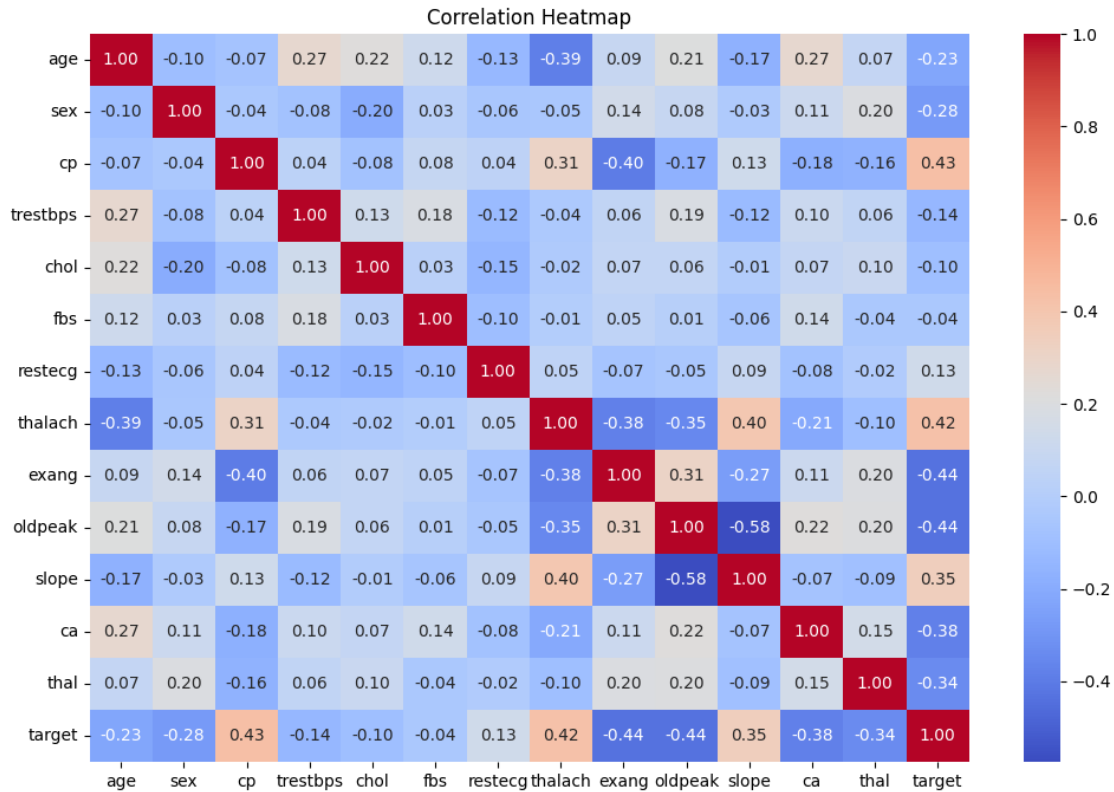 Correlation Heatmap
age 1.00 -0.10 -0.07 0.27 0.22 0.12 -0.13 -0.39 0.09 0.21 -0.17 0.27 0.07 -0.23 1.0
sex -0.10 1.00 -0.04 -0.08 -0.20 0.03 -0.06 -0.05 0.14 0.08 -0.03 0.11 0.20 -0.28
cp -0.07 -0.04 1.00 0.04 -0.08 0.08 0.04 0.31 -0.40 -0.17 0.13 -0.18 -0.16 0.43 0.8
trestbps 0.27 -0.08 0.04 1.00 0.13 0.18 -0.12 -0.04 0.06 0.19 -0.12 0.10 0.06 -0.14 0.6
chol 0.22 -0.20 -0.08 0.13 1.00 0.03 -0.15 -0.02 0.07 0.06 -0.01 0.07 0.10 -0.10
fbs 0.12 0.03 0.08 0.18 0.03 1.00 -0.10 -0.01 0.05 0.01 -0.06 0.14 -0.04 -0.04 0.4
restecg -0.13 -0.06 0.04 -0.12 -0.15 -0.10 1.00 0.05 -0.07 -0.05 0.09 -0.08 -0.02 0.13
thalach -0.39 -0.05 0.31 -0.04 -0.02 -0.01 0.05 1.00 -0.38 -0.35 0.40 -0.21 -0.10 0.42 0.2
exang 0.09 0.14 -0.40 0.06 0.07 0.05 -0.07 -0.38 1.00 0.31 -0.27 0.11 0.20 -0.44 0.0
oldpeak 0.21 0.08 -0.17 0.19 0.06 0.01 -0.05 -0.35 0.31 1.00 -0.58 0.22 0.20 -0.44
slope -0.17 -0.03 0.13 -0.12 -0.01 -0.06 0.09 0.40 -0.27 -0.58 1.00 -0.07 -0.09 0.35 −0.2
ca 0.27 0.11 -0.18 0.10 0.07 0.14 -0.08 -0.21 0.11 0.22 -0.07 1.00 0.15 -0.38
thal 0.07 0.20 -0.16 0.06 0.10 -0.04 -0.02 -0.10 0.20 0.20 -0.09 0.15 1.00 -0.34 −0.4
target -0.23 -0.28 0.43 -0.14 -0.10 -0.04 0.13 0.42 -0.44 -0.44 0.35 -0.38 -0.34 1.00
age sex cp trestbps chol fbs restecg thalach exang oldpeak slope ca thal target